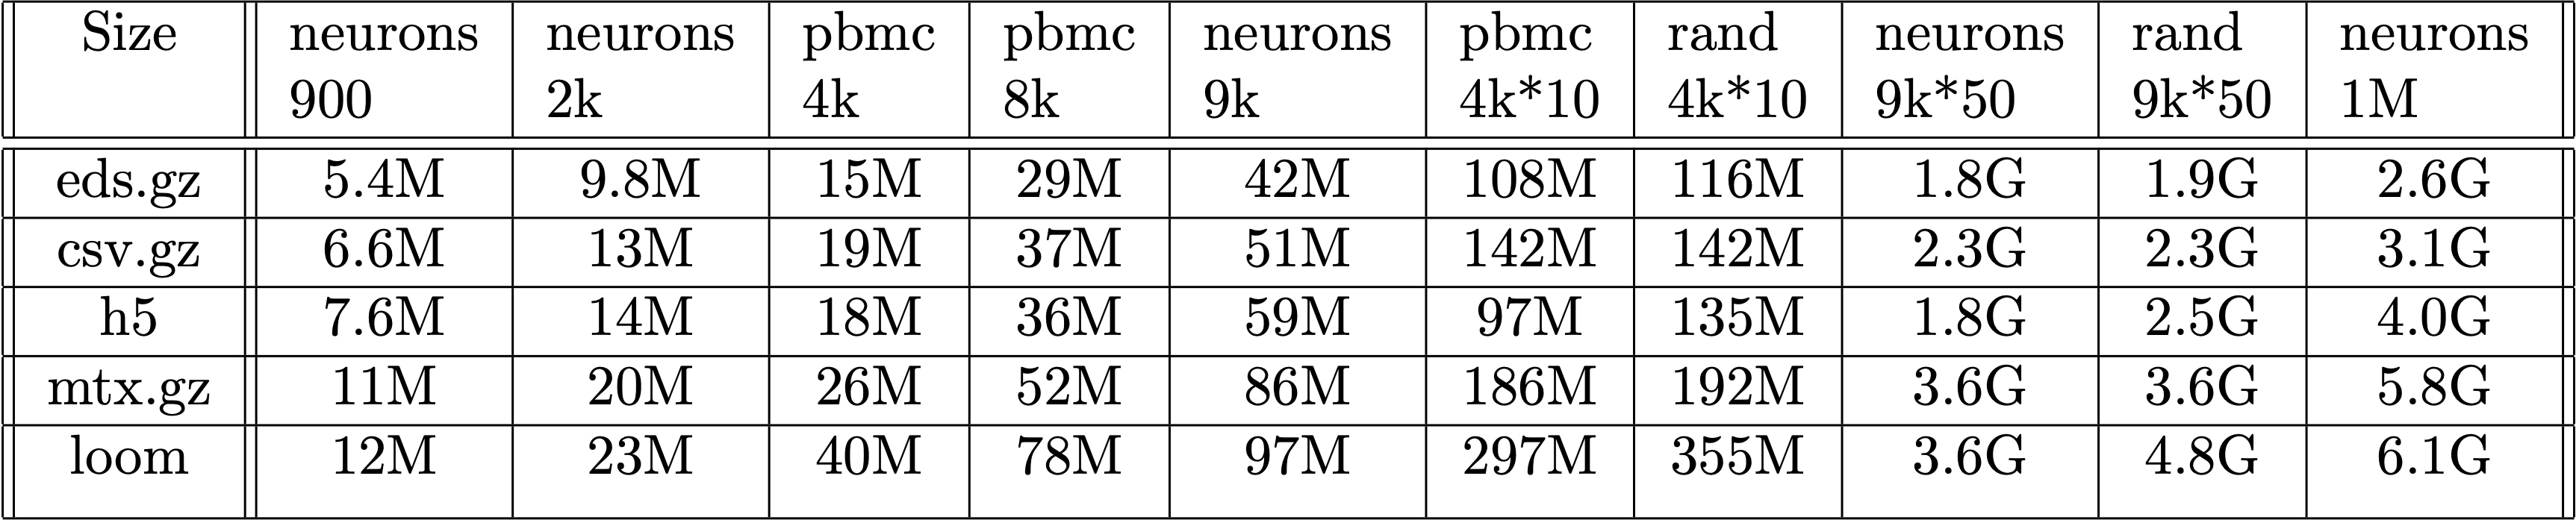 Size neurons neurons pbmc pbmc neurons pbmc rand neurons rand neurons
900 2k 4k 8k 9k 4k*10 4k*10 9k*50 9k*50 1M
eds.gz 5.4M 9.8M 15M 29M 42M 108M 116M 1.8G 1.9G 2.6G
csv.gz 6.6M 13M 19M 37M 51M 142M 142M 2.3G 2.3G 3.1G
h5 7.6M 14M 18M 36M 59M 97M 135M 1.8G 2.5G 4.0G
mtx.gz 11M 20M 26M 52M 86M 186M 192M 3.6G 3.6G 5.8G
loom 12M 23M 40M 78M 97M 297M 355M 3.6G 4.8G 6.1G